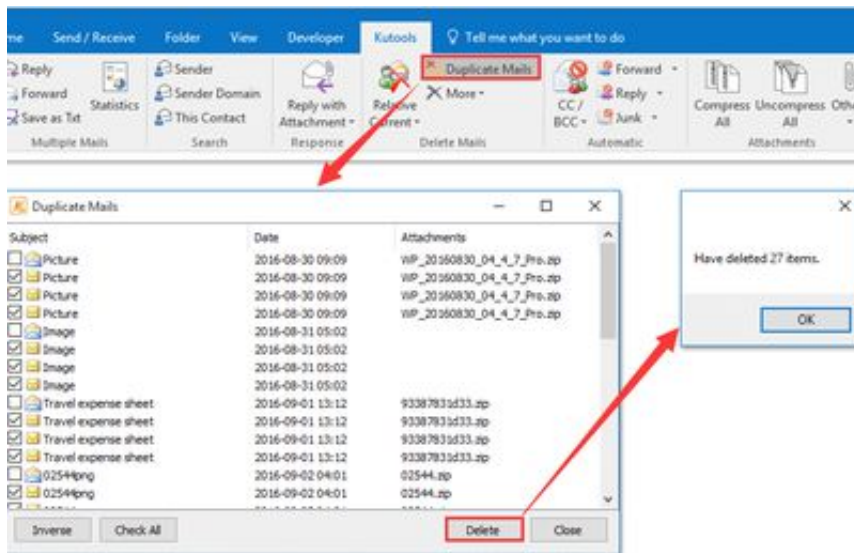 me Send / Receive Folder View Developer Kutools Tell me what you want to do
Reply
Forward
Save as Txt
Statistics
Multiple Mails
Sender
Sender Domain
This Contact
Search
Reply with
Attachment
Response
Relative
Current
Duplicate Mails
More
Delete Mails
CC /
BCC
Forward
Reply
Junk
Automatic
Compress
All
Uncompress
All
Othe
Attachments
Duplicate Mails
Subject Date Attachments
Picture 2016-08-30 09:09 WP_20160830_04_4_7_Pro.zip
Picture 2016-08-30 09:09 WP_20160830_04_4_7_Pro.zip
Picture 2016-08-30 09:09 WP_20160830_04_4_7_Pro.zip
Picture 2016-08-30 09:09 WP_20160830_04_4_7_Pro.zip
Image 2016-08-31 05:02
Image 2016-08-31 05:02
Image 2016-08-31 05:02
Image 2016-08-31 05:02
Travel expense sheet 2016-09-01 13:12 93387831d33.zip
Travel expense sheet 2016-09-01 13:12 93387831d33.zip
Travel expense sheet 2016-09-01 13:12 93387831d33.zip
Travel expense sheet 2016-09-01 13:12 93387831d33.zip
02544png 2016-09-02 04:01 02544.zip
02544png 2016-09-02 04:01 02544.zip
Inverse Check All Delete Close
Have deleted 27 items.
OK